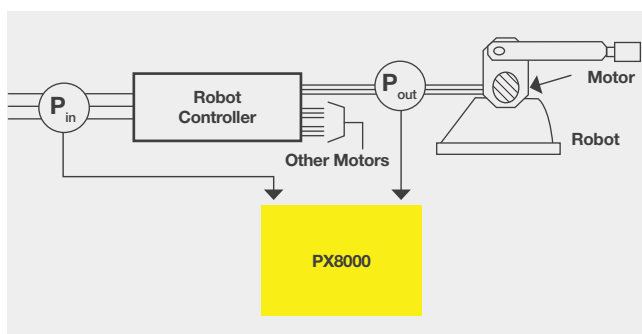 P in
Robot
Controller
P out
Motor
Other Motors
Robot
PX8000